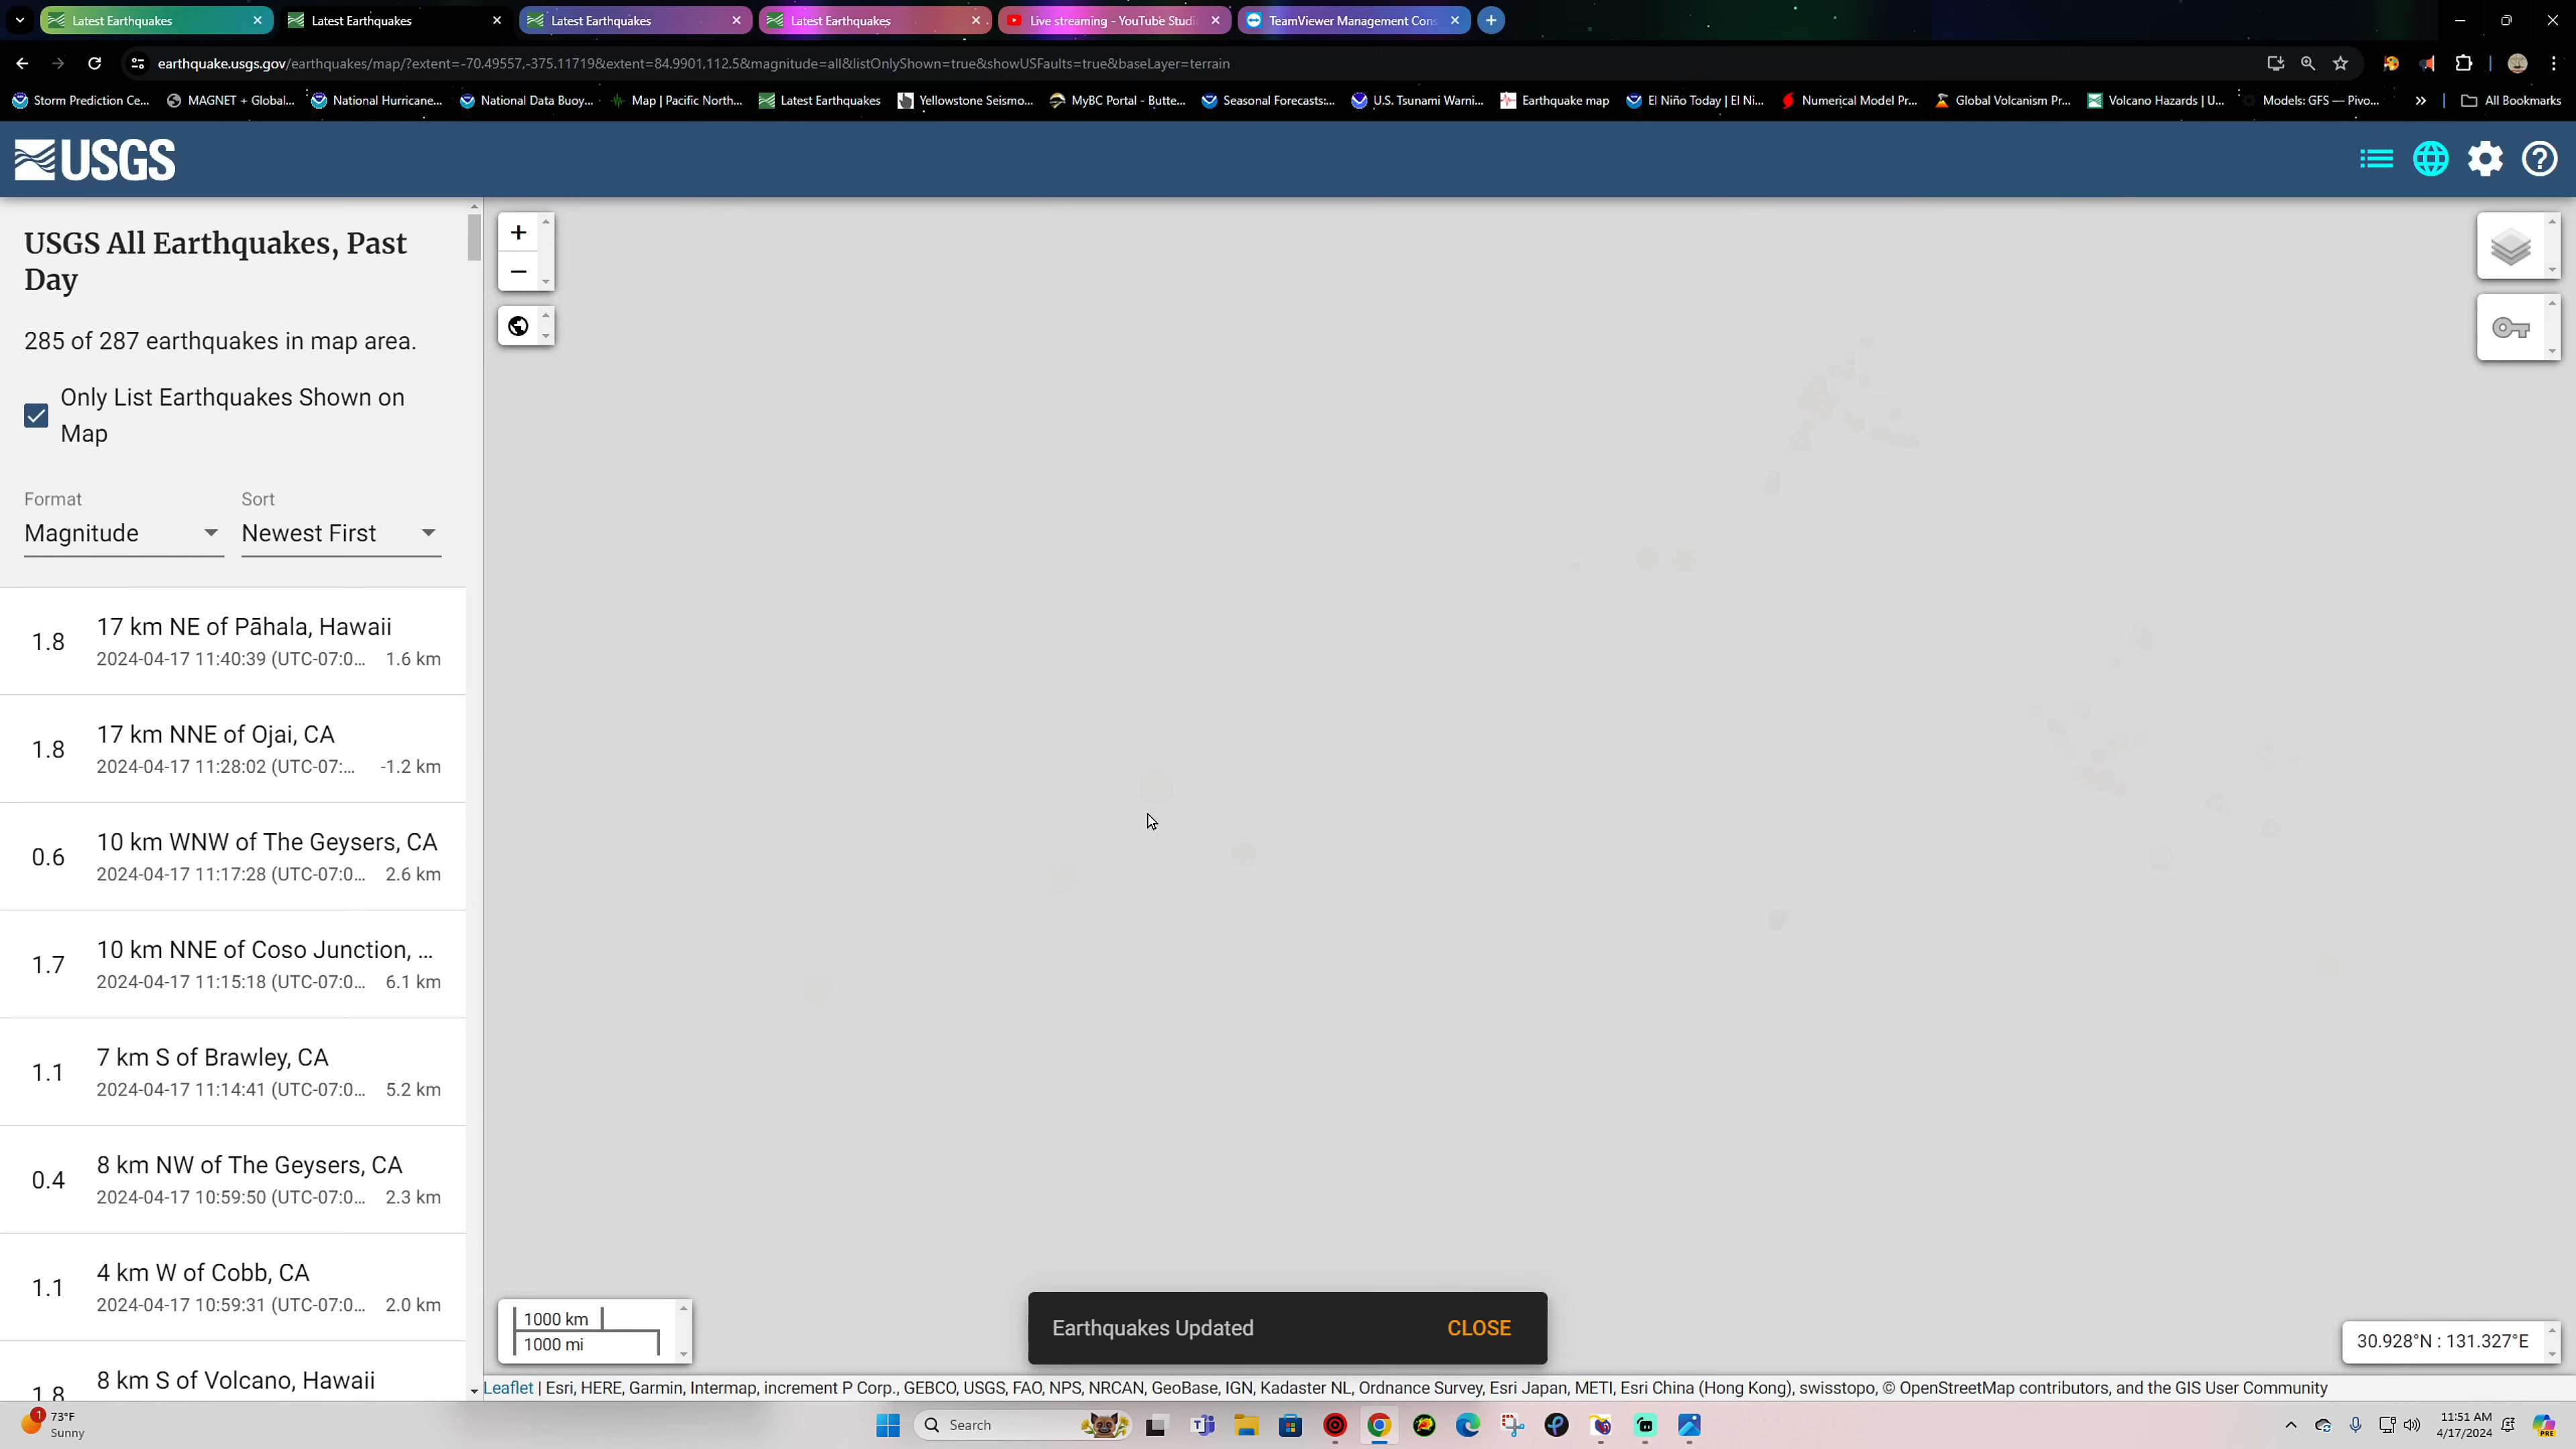 Latest Earthquakes
Latest Earthquakes
Latest Earthquakes
Latest Earthquakes
Live streaming - YouTube Studi
TeamViewer Management Cons
earthquake.usgs.gov/earthquakes/map/?extent=-70.49557,-375.11719&extent=84.9901,112.5&magnitude=all&listOnlyShown=true&showUSFaults=true&baseLayer=terrain
Storm Prediction Ce...
MAGNET + Global...
National Hurricane...
National Data Buoy...
Map | Pacific North...
Latest Earthquakes
Yellowstone Seismo...
MyBC Portal - Butte...
Seasonal Forecasts:...
U.S. Tsunami Warni...
Earthquake map
El Niño Today | El Ni...
Numerical Model Pr...
Global Volcanism Pr...
Volcano Hazards | U...
Models: GFS — Pivo...
»
All Bookmarks
USGS
USGS All Earthquakes, Past
Day
285 of 287 earthquakes in map area.
Only List Earthquakes Shown on
Map
Format
Sort
Magnitude
Newest First
1.8
17 km NE of Pāhala, Hawaii
2024-04-17 11:40:39 (UTC-07:0... 1.6 km
1.8
17 km NNE of Ojai, CA
2024-04-17 11:28:02 (UTC-07:... -1.2 km
0.6
10 km WNW of The Geysers, CA
2024-04-17 11:17:28 (UTC-07:0... 2.6 km
1.7
10 km NNE of Coso Junction, ...
2024-04-17 11:15:18 (UTC-07:0... 6.1 km
1.1
7 km S of Brawley, CA
2024-04-17 11:14:41 (UTC-07:0... 5.2 km
0.4
8 km NW of The Geysers, CA
2024-04-17 10:59:50 (UTC-07:0... 2.3 km
1.1
4 km W of Cobb, CA
2024-04-17 10:59:31 (UTC-07:0... 2.0 km
1.8
8 km S of Volcano, Hawaii
+
−
1000 km
1000 mi
Earthquakes Updated
CLOSE
30.928°N : 131.327°E
Leaflet | Esri, HERE, Garmin, Intermap, increment P Corp., GEBCO, USGS, FAO, NPS, NRCAN, GeoBase, IGN, Kadaster NL, Ordnance Survey, Esri Japan, METI, Esri China (Hong Kong), swisstopo, © OpenStreetMap contributors, and the GIS User Community
1
73°F
Sunny
Search
11:51 AM
4/17/2024
PRE